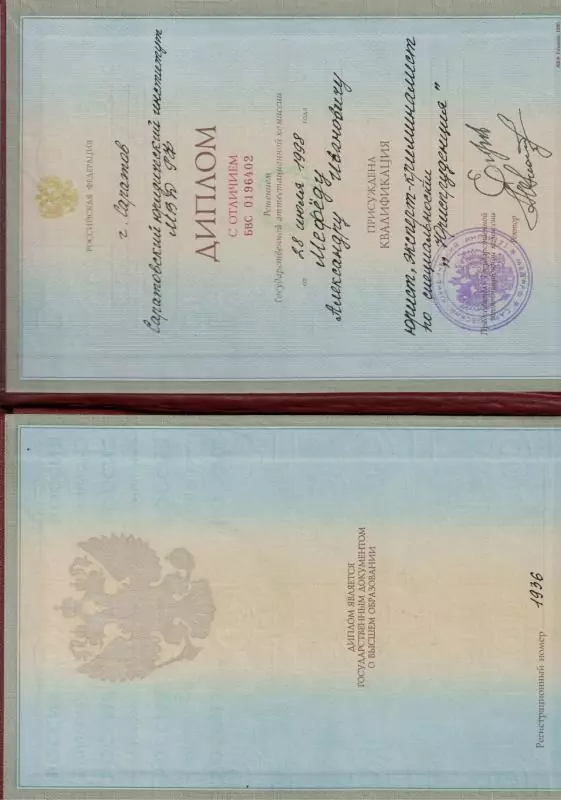 ДИПЛОМ ЯВЛЯЕТСЯ
ГОСУДАРСТВЕННЫМ ДОКУМЕНТОМ
О ВЫСШЕМ ОБРАЗОВАНИИ
Регистрационный номер 1936
РОССИЙСКАЯ ФЕДЕРАЦИЯ
г. Саратов
Саратовский юридический институт
МВД РФ
ДИПЛОМ
С ОТЛИЧИЕМ
БВС 0196402
Решением
Государственной аттестационной комиссии
от 28 июля 1998 года
Мефёду
Александру Ивановичу
ПРИСУЖДЕНА
КВАЛИФИКАЦИЯ
юрист, эксперт-криминалист
по специальности
"Юриспруденция"
Председатель Государственной
аттестационной комиссии
Ректор